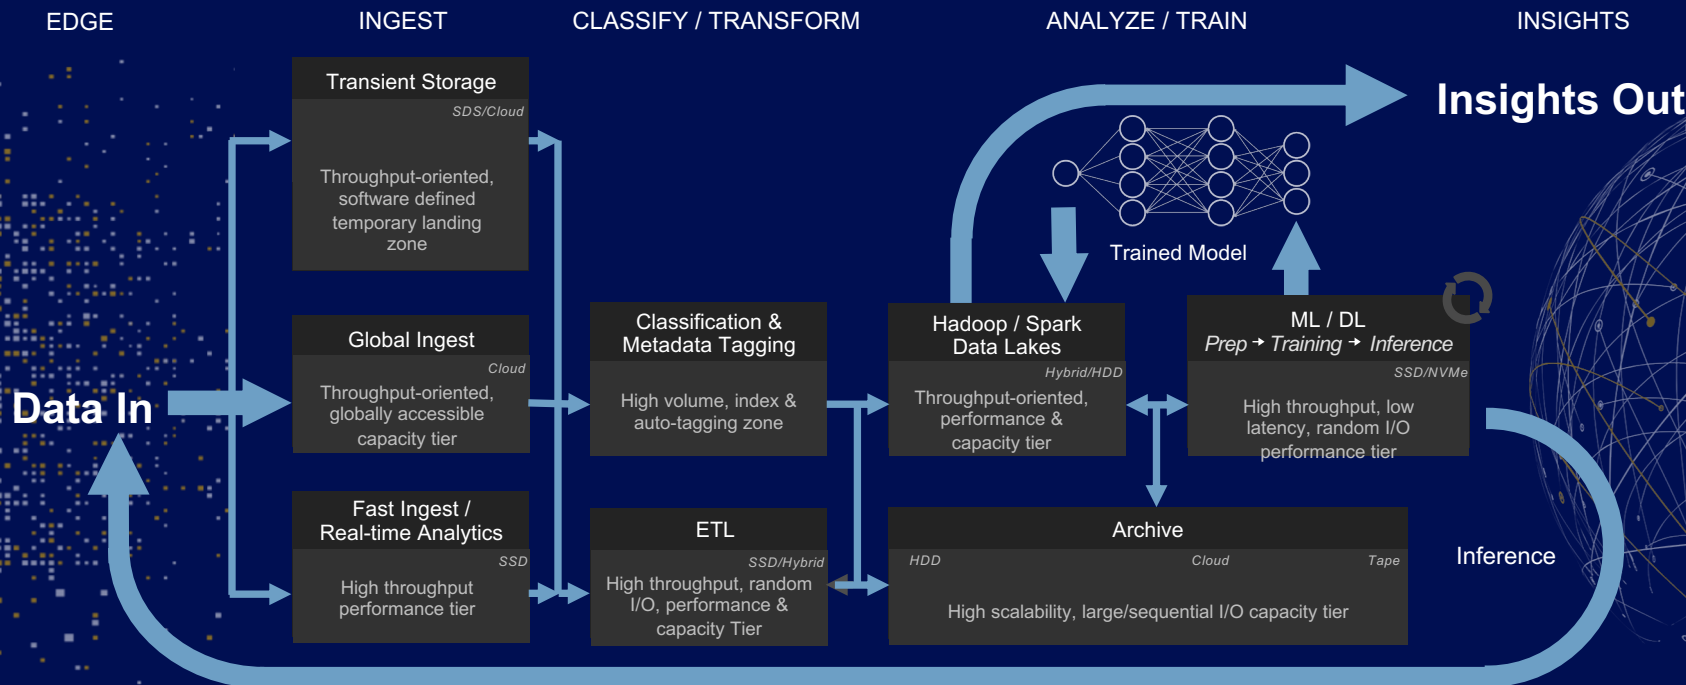 EDGE
INGEST
CLASSIFY / TRANSFORM
ANALYZE / TRAIN
INSIGHTS
Data In
Transient Storage
SDS/Cloud
Throughput-oriented,
software defined
temporary landing
zone
Global Ingest
Cloud
Throughput-oriented,
globally accessible
capacity tier
Fast Ingest /
Real-time Analytics
SSD
High throughput
performance tier
Classification &
Metadata Tagging
High volume, index &
auto-tagging zone
ETL
SSD/Hybrid
High throughput, random
I/O, performance &
capacity Tier
Hadoop / Spark
Data Lakes
Hybrid/HDD
Throughput-oriented,
performance &
capacity tier
Trained Model
ML / DL
Prep → Training → Inference
SSD/NVMe
High throughput, low
latency, random I/O
performance tier
Archive
HDD
Cloud
Tape
High scalability, large/sequential I/O capacity tier
Inference
Insights Out